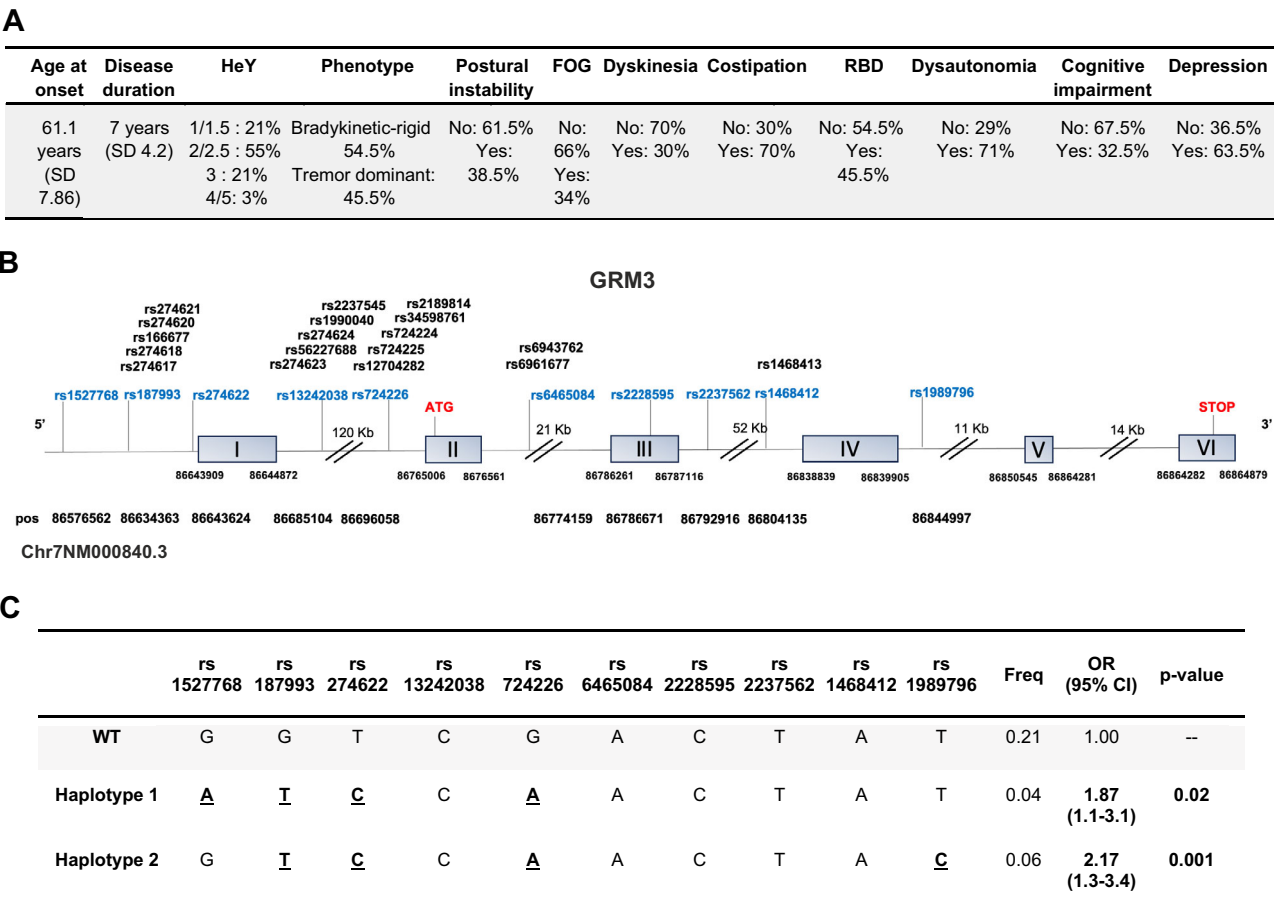 A
Age at onset Disease duration HeY Phenotype Postural instability FOG Dyskinesia Costipation RBD Dysautonomia Cognitive impairment Depression
61.1 years (SD 7.86) 7 years (SD 4.2) 1/1.5 : 21% 2/2.5 : 55% 3 : 21% 4/5: 3% Bradykinetic-rigid 54.5% Tremor dominant: 45.5% No: 61.5% Yes: 38.5% No: 66% Yes: 34% No: 70% Yes: 30% No: 30% Yes: 70% No: 54.5% Yes: 45.5% No: 29% Yes: 71% No: 67.5% Yes: 32.5% No: 36.5% Yes: 63.5%
B
GRM3
rs274621
rs274620
rs166677
rs274618
rs274617
rs2237545
rs1990040
rs274624
rs56227688
rs274623
rs2189814
rs34598761
rs724224
rs724225
rs12704282
rs6943762
rs6961677
rs1468413
rs1527768 rs187993 rs274622 rs13242038 rs724226 rs6465084 rs2228595 rs2237562 rs1468412 rs1989796
ATG STOP
5' 3'
120 Kb 21 Kb 52 Kb 11 Kb 14 Kb
I II III IV V VI
86643909 86644872 86765006 8676561 86786261 86787116 86838839 86839905 86850545 86864281 86864282 86864879
pos 86576562 86634363 86643624 86685104 86696058 86774159 86786671 86792916 86804135 86844997
Chr7NM000840.3
C
rs 1527768 rs 187993 rs 274622 rs 13242038 rs 724226 rs 6465084 rs 2228595 rs 2237562 rs 1468412 rs 1989796 Freq OR (95% CI) p-value
WT G G T C G A C T A T 0.21 1.00 --
Haplotype 1 A T C C A A C T A T 0.04 1.87 (1.1-3.1) 0.02
Haplotype 2 G T C C A A C T A C 0.06 2.17 (1.3-3.4) 0.001